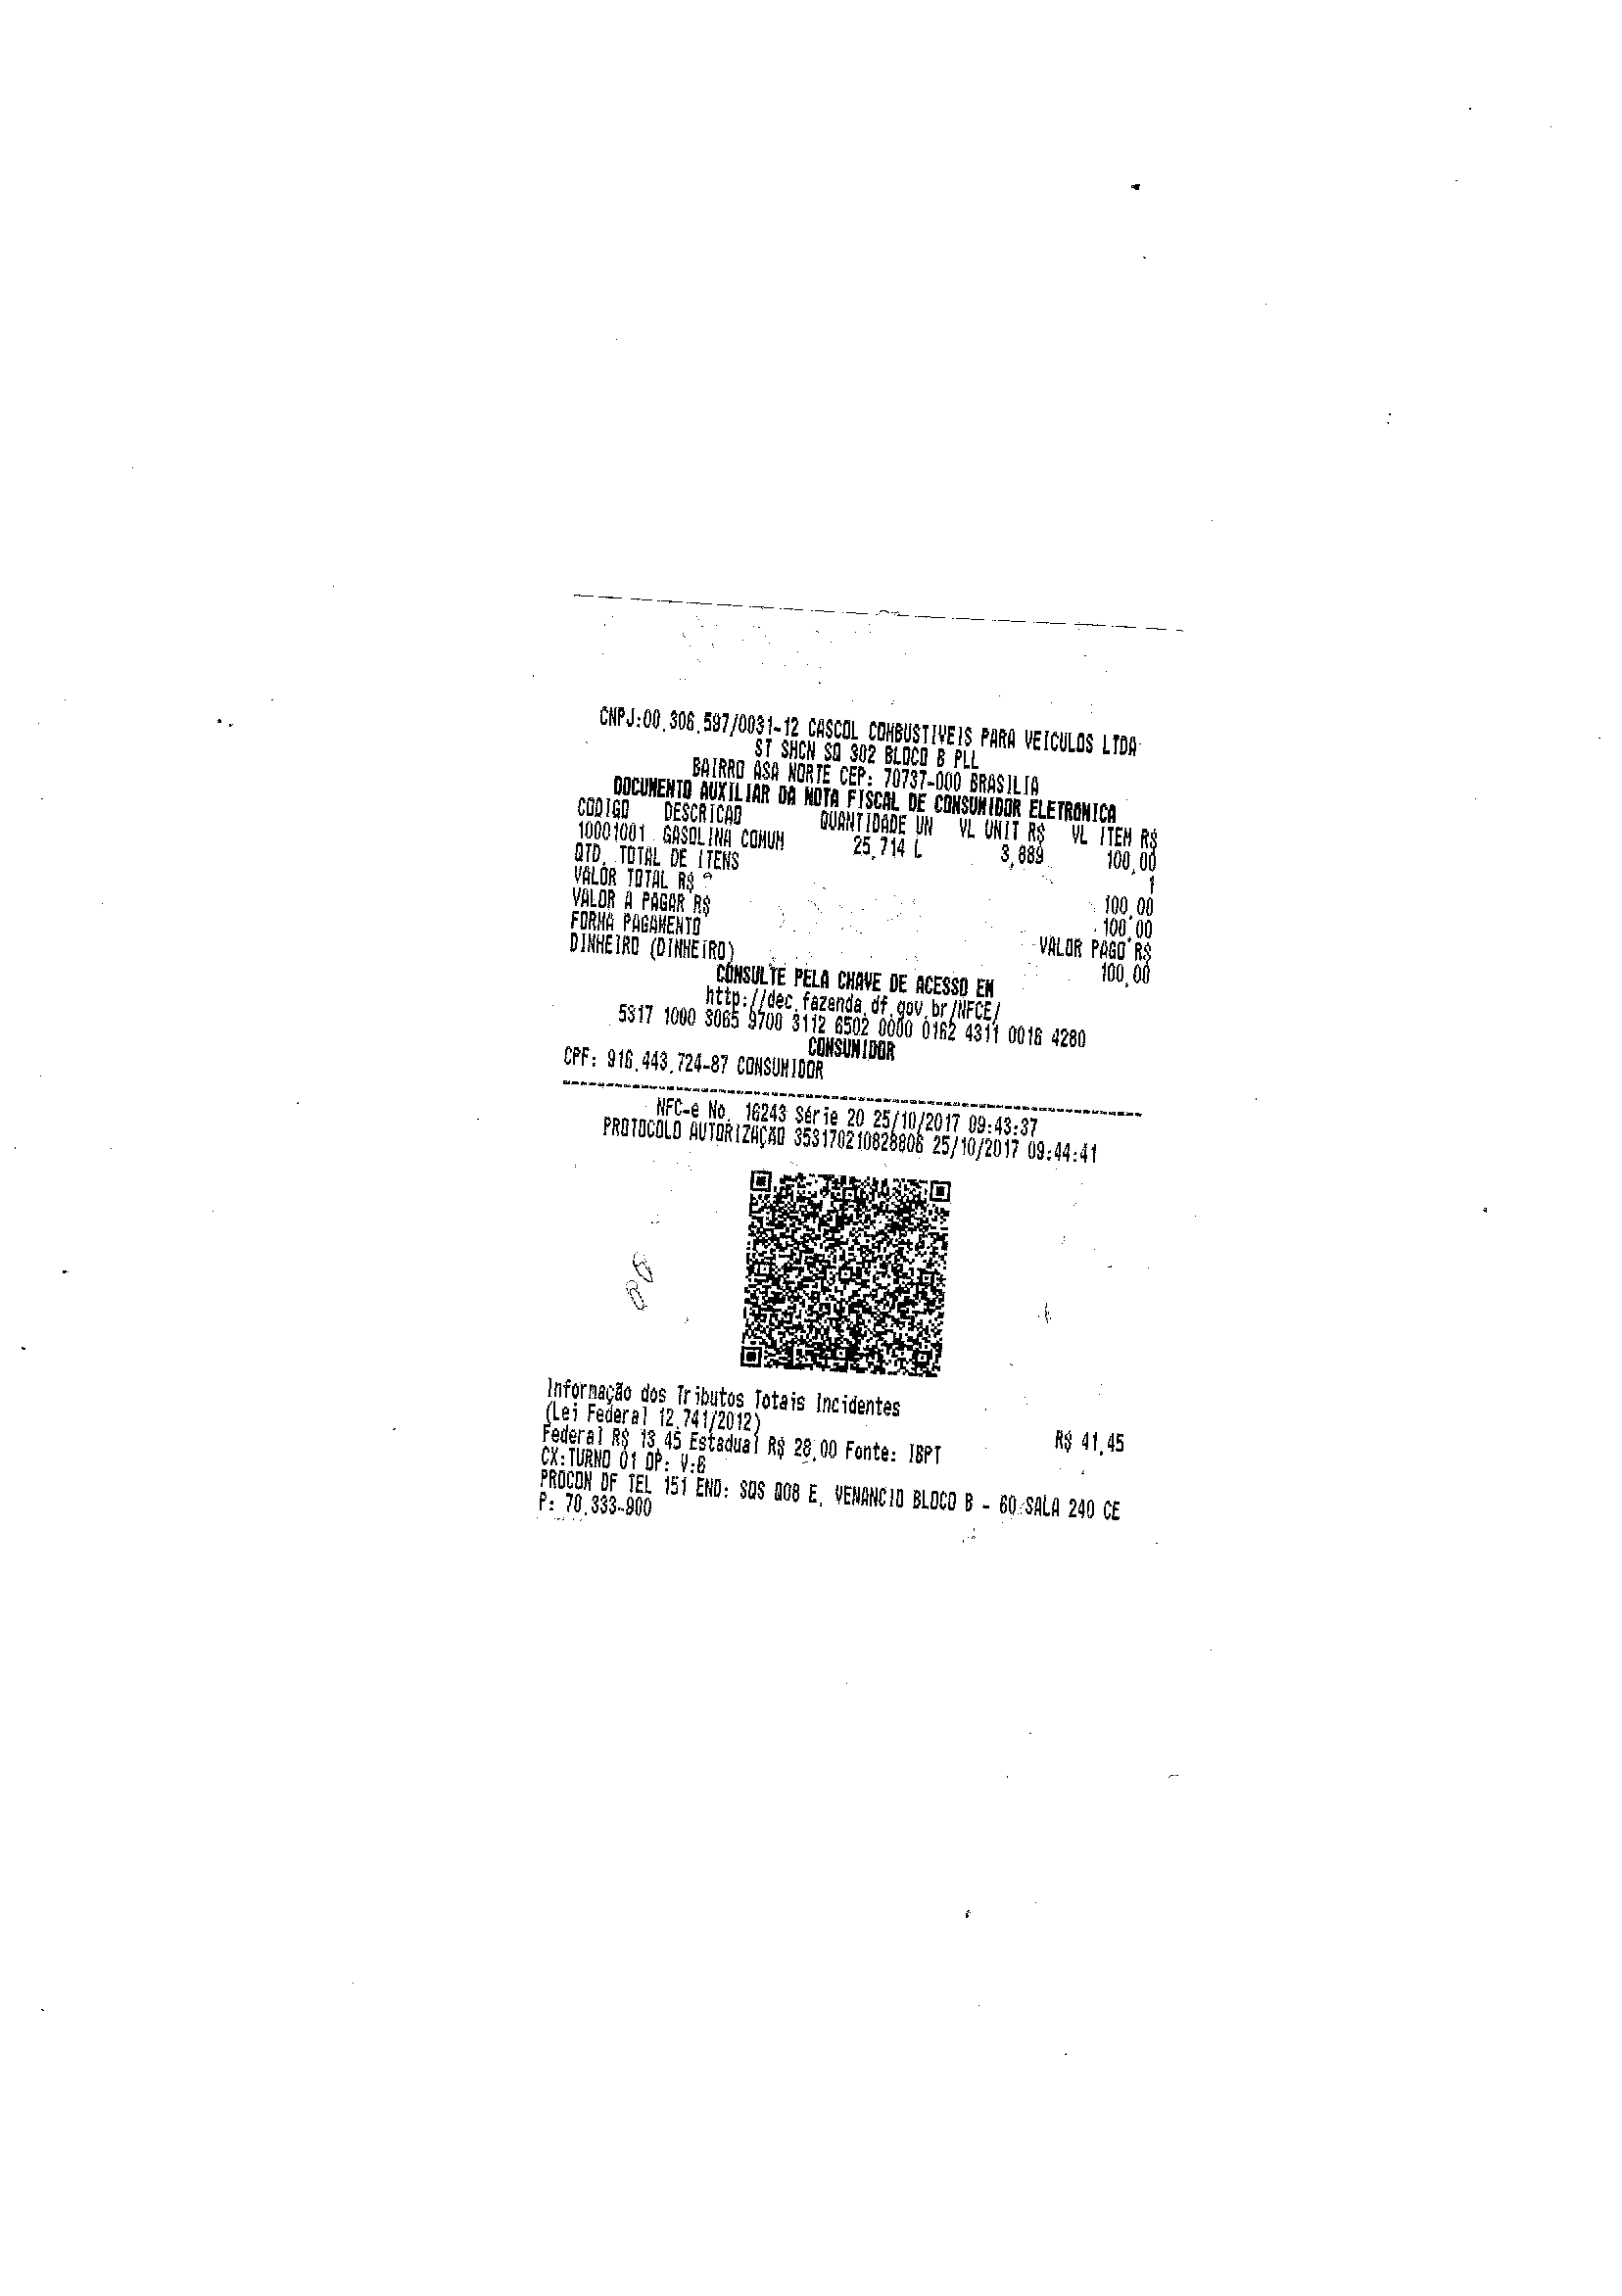 CNPJ:00.306.597/0031-12 CASCOL COMBUSTIVEIS PARA VEICULOS LTDA
ST SHCN SQ 302 BLOCO B PLL
BAIRRO ASA NORTE CEP: 70737-000 BRASILIA
DOCUMENTO AUXILIAR DA NOTA FISCAL DE CONSUMIDOR ELETRONICA
CODIGO DESCRICAO QUANTIDADE UN VL UNIT R$ VL ITEM R$
10001001 GASOLINA COMUM 25,714 L 3,889 100,00
QTD. TOTAL DE ITENS 1
VALOR TOTAL R$ 100,00
VALOR A PAGAR R$ 100,00
FORMA PAGAMENTO VALOR PAGO R$
DINHEIRO (DINHEIRO) 100,00
CONSULTE PELA CHAVE DE ACESSO EM
http://dec.fazenda.df.gov.br/NFCE/
5317 1000 3065 9700 3112 6502 0000 0162 4311 0016 4280
CONSUMIDOR
CPF: 916.443.724-87 CONSUMIDOR
NFC-e No. 16243 Série 20 25/10/2017 09:43:37
PROTOCOLO AUTORIZAÇÃO 353170210828806 25/10/2017 09:44:41
Informação dos Tributos Totais Incidentes
(Lei Federal 12.741/2012) R$ 41,45
Federal R$ 13,45 Estadual R$ 28,00 Fonte: IBPT
CX:TURNO 01 OP: V:6
PROCON DF TEL 151 END: SQS Q08 E. VENANCIO BLOCO B - 60 SALA 240 CE
P: 70.333-900